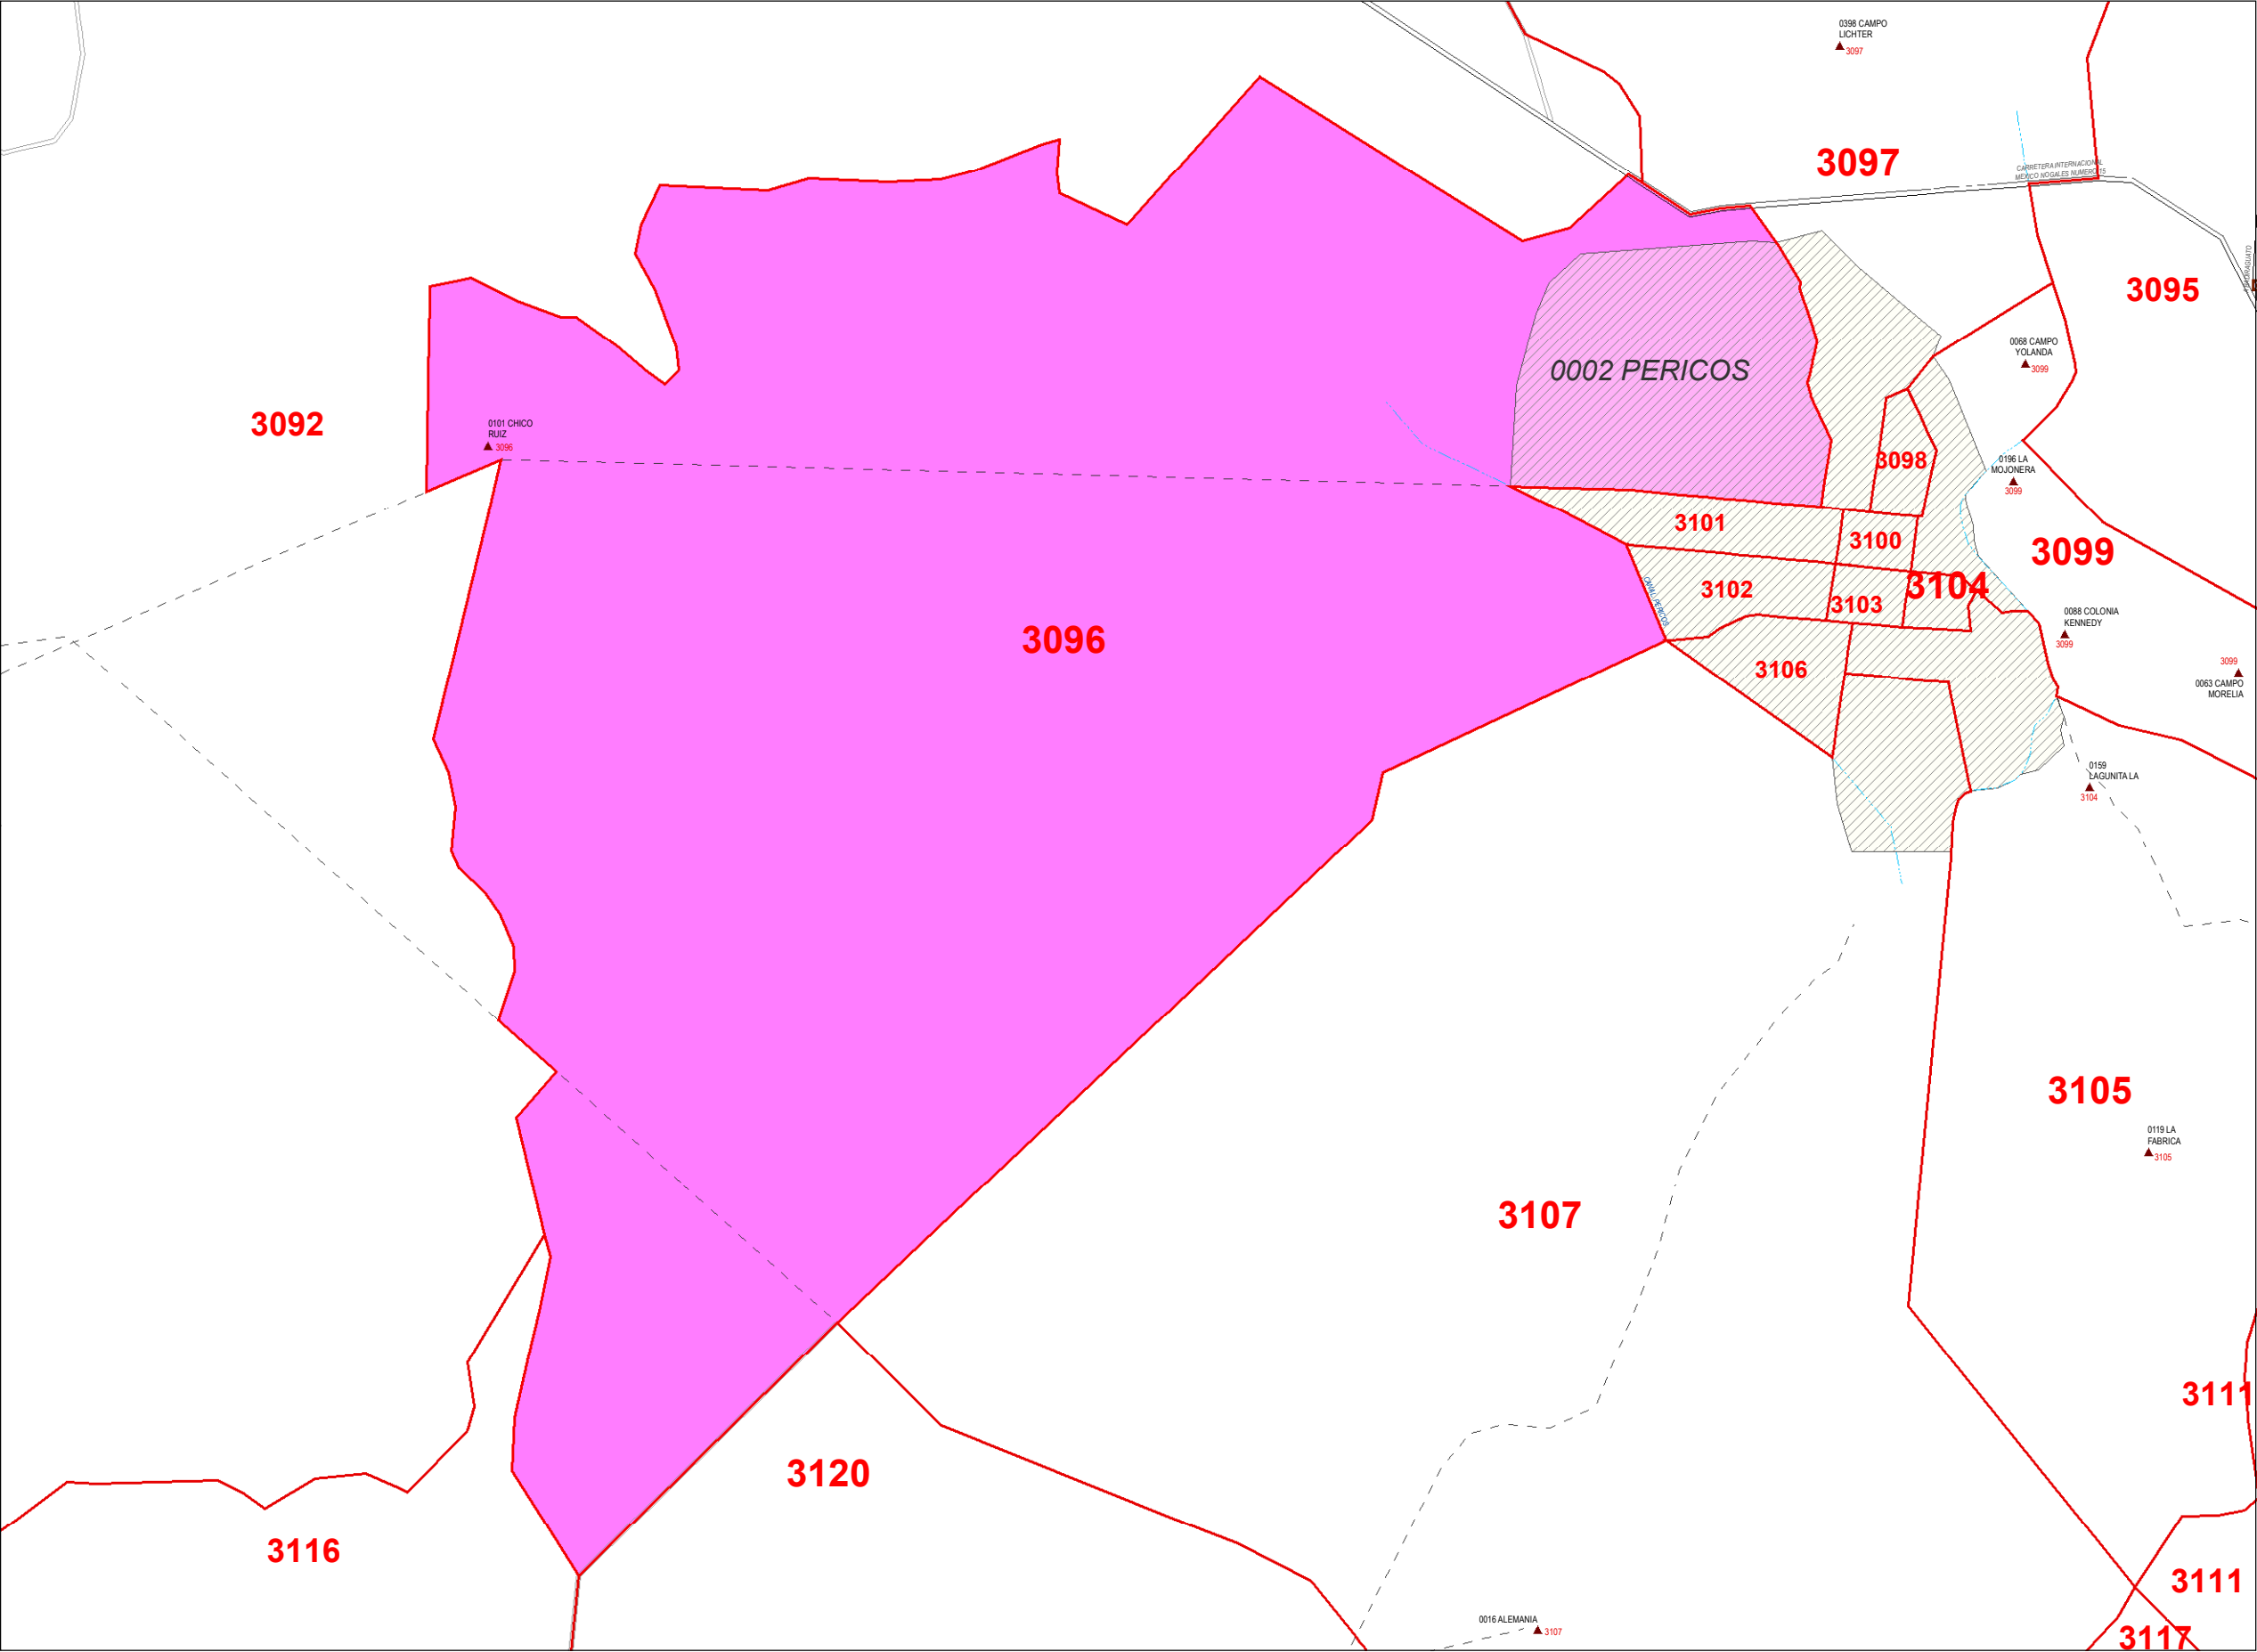 0398 CAMPO
LICHTER
3097
3097
CARRETERA INTERNACIONAL
MEXICO NOGALES NUMERO 15
3095
0002 PERICOS
0068 CAMPO
YOLANDA
3099
3092
0101 CHICO
RUIZ
3096
3098
0196 LA
MOJONERA
3099
3101
3100
3099
3102
3103
3104
CANAL PERICOS
0088 COLONIA
KENNEDY
3099
3096
3106
3099
0063 CAMPO
MORELIA
0159
LAGUNITA LA
3104
3105
0119 LA
FABRICA
3105
3107
3111
3120
3116
3111
0016 ALEMANIA
3107
3117